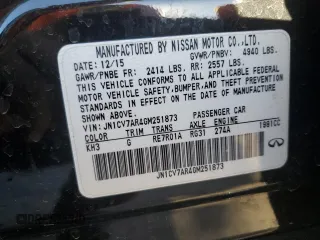 MANUFACTURED BY NISSAN MOTOR CO.,LTD.
DATE: 12/15 GVWR/PNBV: 4940 LBS.
GAWR/PNBE FR: 2414 LBS. RR: 2557 LBS.
THIS VEHICLE CONFORMS TO ALL APPLICABLE
FEDERAL MOTOR VEHICLE SAFETY,BUMPER,AND THEFT
STANDARDS IN EFFECT ON THE DATE OF MANUFACTURE
SHOWN ABOVE.
VIN: JN1CV7AR4GM251873 PASSENGER CAR
COLOR TRIM TRANS AXLE ENGINE
KH3 G RE7R01A RG31 274A 1991CC
JN1CV7AR4GM251873
INFINITI